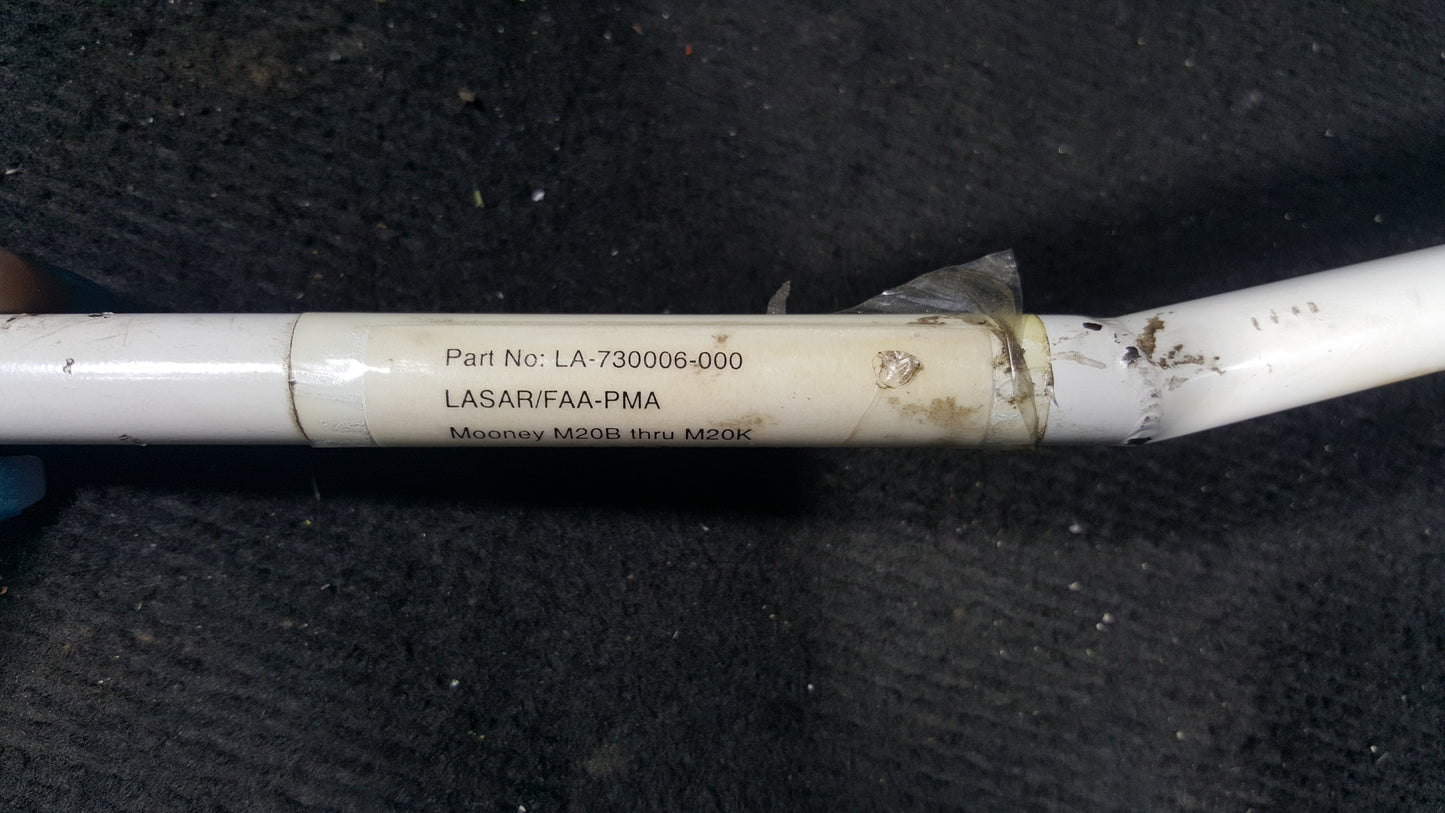 Part No: LA-730006-000
LASAR/FAA-PMA
Mooney M20B thru M20K